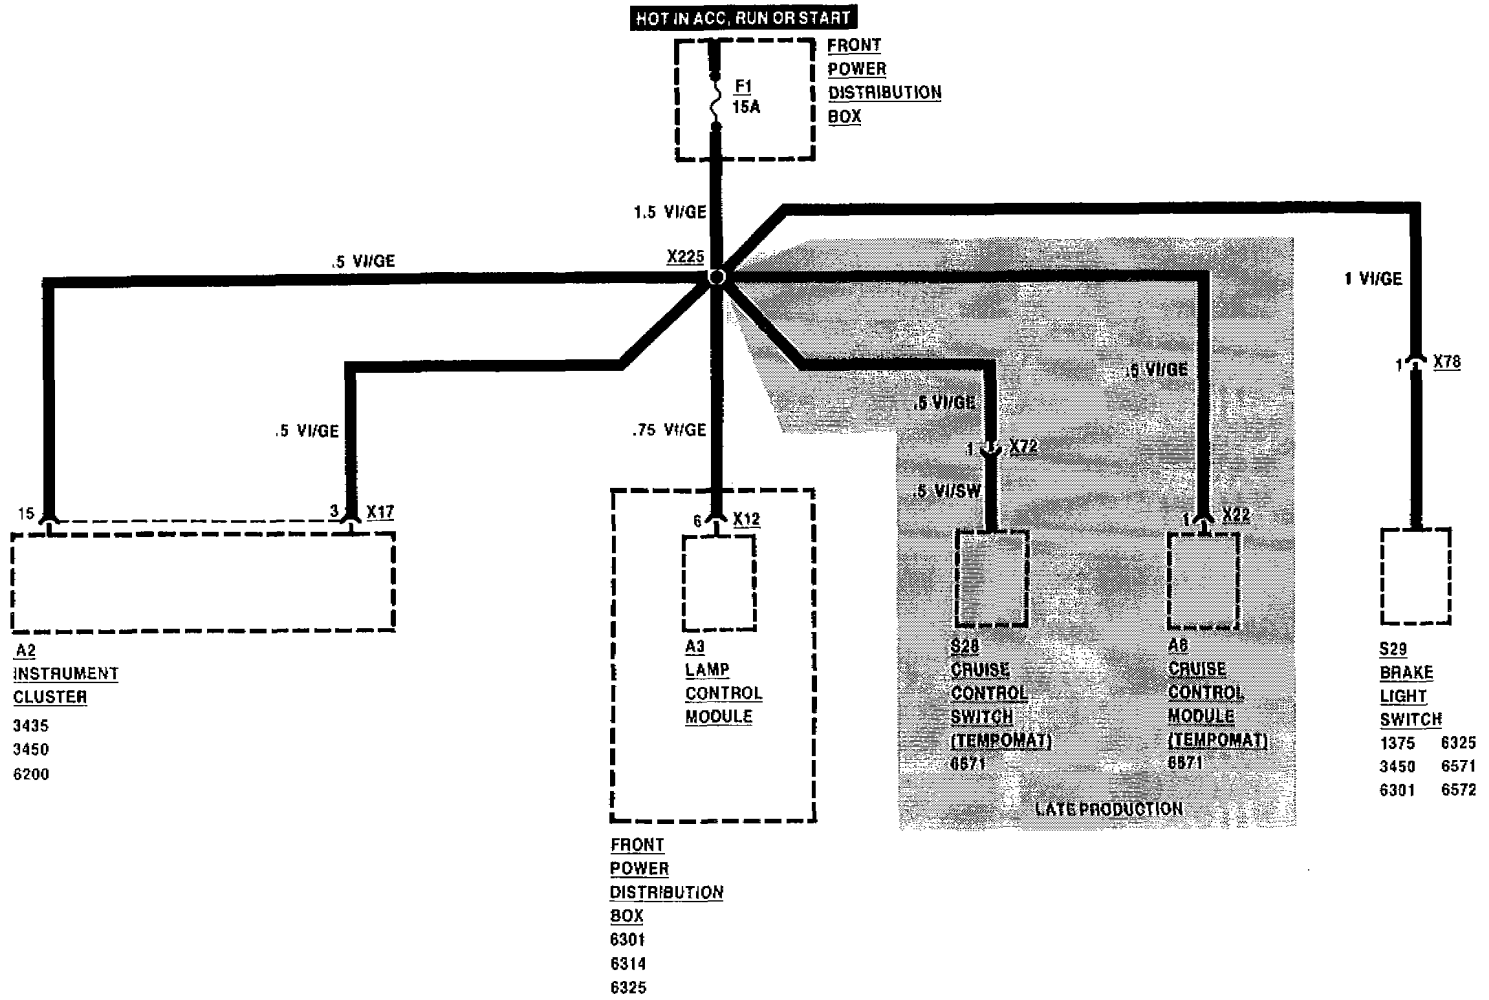 HOT IN ACC, RUN OR START
FRONT
POWER
DISTRIBUTION
BOX
F1
15A
1.5 VI/GE
X225
.5 VI/GE
1 VI/GE
.5 VI/GE
1 X78
.5 VI/GE
.5 VI/GE
.75 VI/GE
1 X72
.5 VI/SW
15
3 X17
6 X12
1 X22
A2
INSTRUMENT
CLUSTER
3435
3450
6200
A3
LAMP
CONTROL
MODULE
FRONT
POWER
DISTRIBUTION
BOX
6301
6314
6325
S28
CRUISE
CONTROL
SWITCH
(TEMPOMAT)
6571
A8
CRUISE
CONTROL
MODULE
(TEMPOMAT)
6571
LATE PRODUCTION
S29
BRAKE
LIGHT
SWITCH
1375 6325
3450 6571
6301 6572